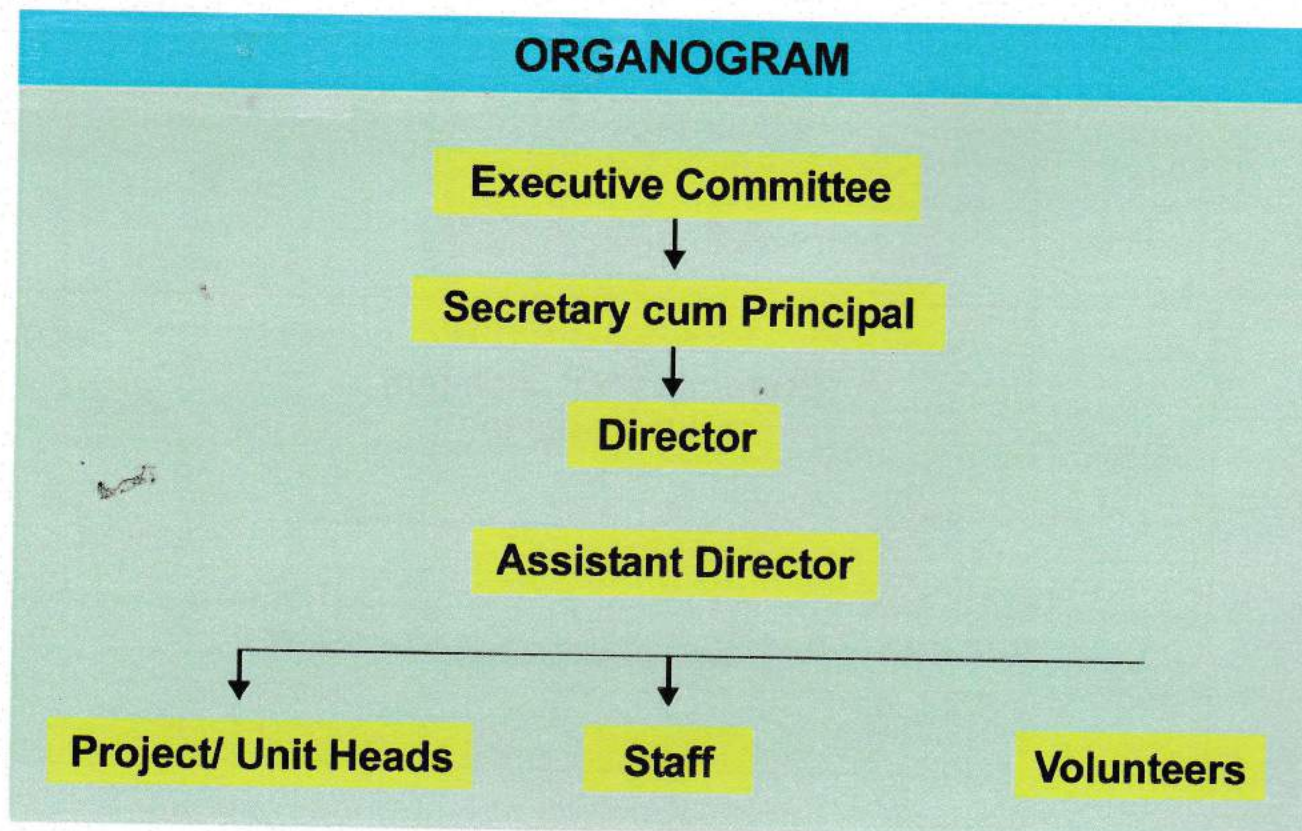 ORGANOGRAM
Executive Committee
Secretary cum Principal
Director
Assistant Director
Project/ Unit Heads
Staff
Volunteers